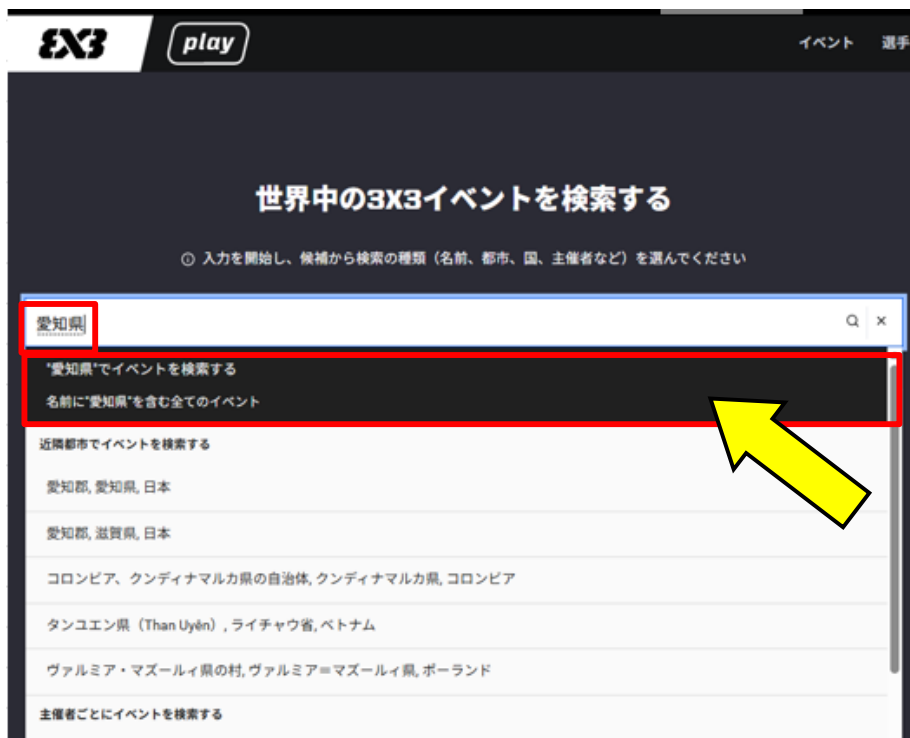 3X3 play イベント 選手
世界中の3X3イベントを検索する
入力を開始し、候補から検索の種類（名前、都市、国、主催者など）を選んでください
愛知県
"愛知県"でイベントを検索する
名前に"愛知県"を含む全てのイベント
近隣都市でイベントを検索する
愛知郡, 愛知県, 日本
愛知郡, 滋賀県, 日本
コロンビア、クンディナマルカ県の自治体, クンディナマルカ県, コロンビア
タンユエン県（Than Uyên）, ライチャウ省, ベトナム
ヴァルミア・マズールィ県の村, ヴァルミア＝マズールィ県, ポーランド
主催者ごとにイベントを検索する